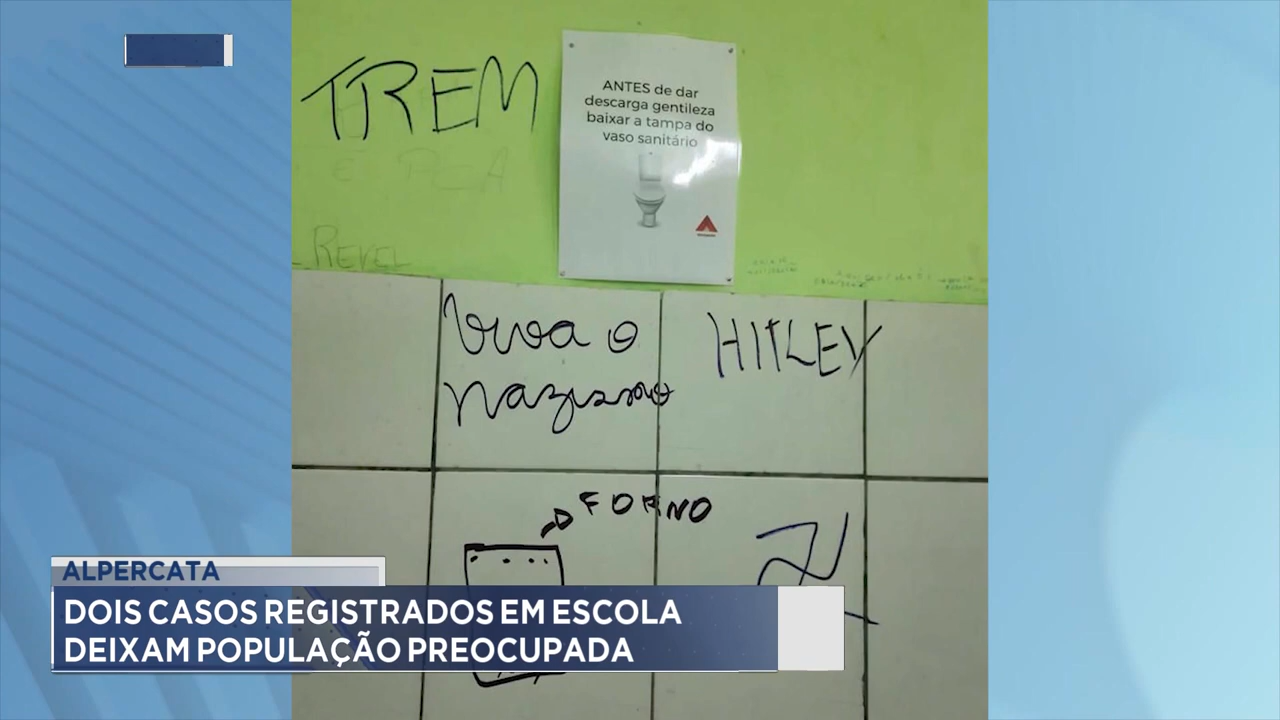 TREM
ANTES de dar
descarga gentileza
baixar a tampa do
vaso sanitário
REVEL
Viva o
nazismo
HITLEV
FORNO
ALPERCATA
DOIS CASOS REGISTRADOS EM ESCOLA
DEIXAM POPULAÇÃO PREOCUPADA